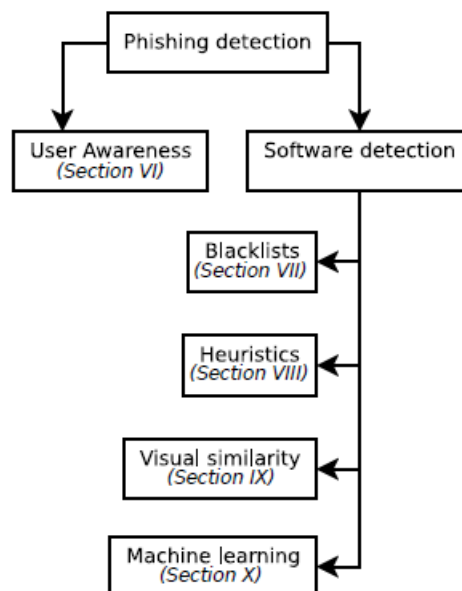 Phishing detection
User Awareness
(Section VI)
Software detection
Blacklists
(Section VII)
Heuristics
(Section VIII)
Visual similarity
(Section IX)
Machine learning
(Section X)